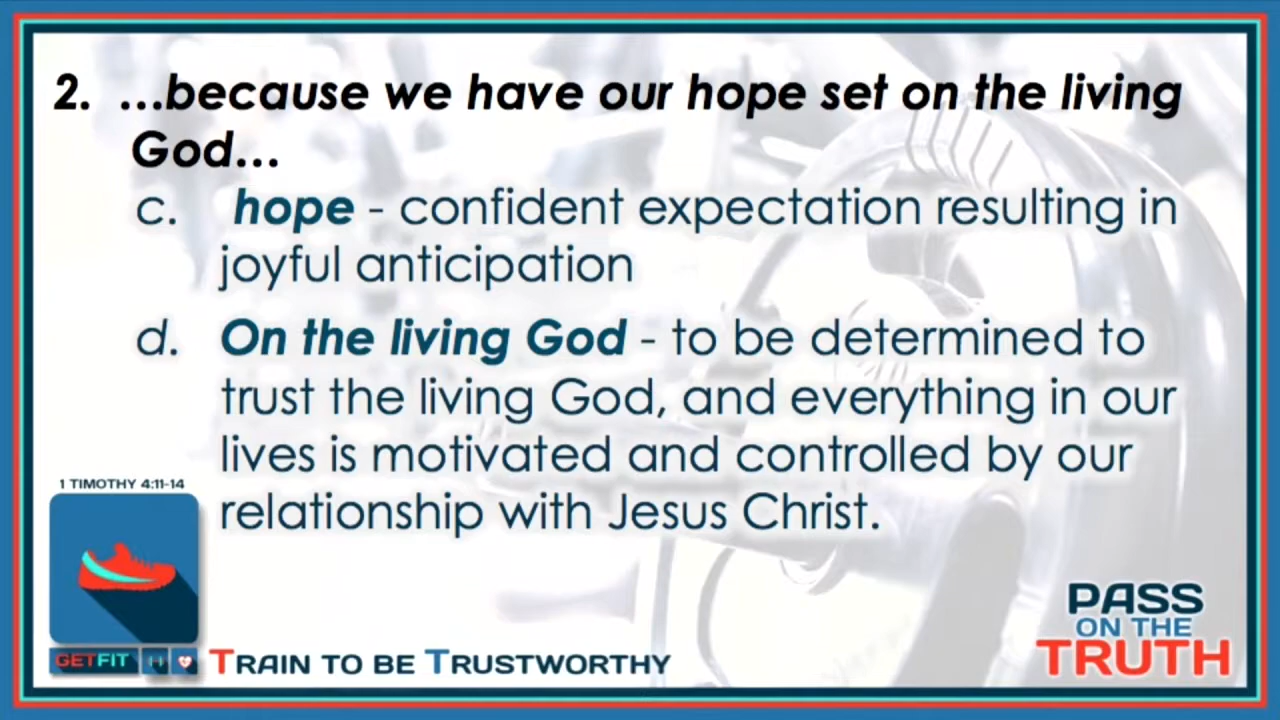 2. ...because we have our hope set on the living
God...
c. hope - confident expectation resulting in
joyful anticipation
d. On the living God - to be determined to
trust the living God, and everything in our
lives is motivated and controlled by our
relationship with Jesus Christ.
1 TIMOTHY 4:11-14
GETFIT
TRAIN TO BE TRUSTWORTHY
PASS
ON THE
TRUTH